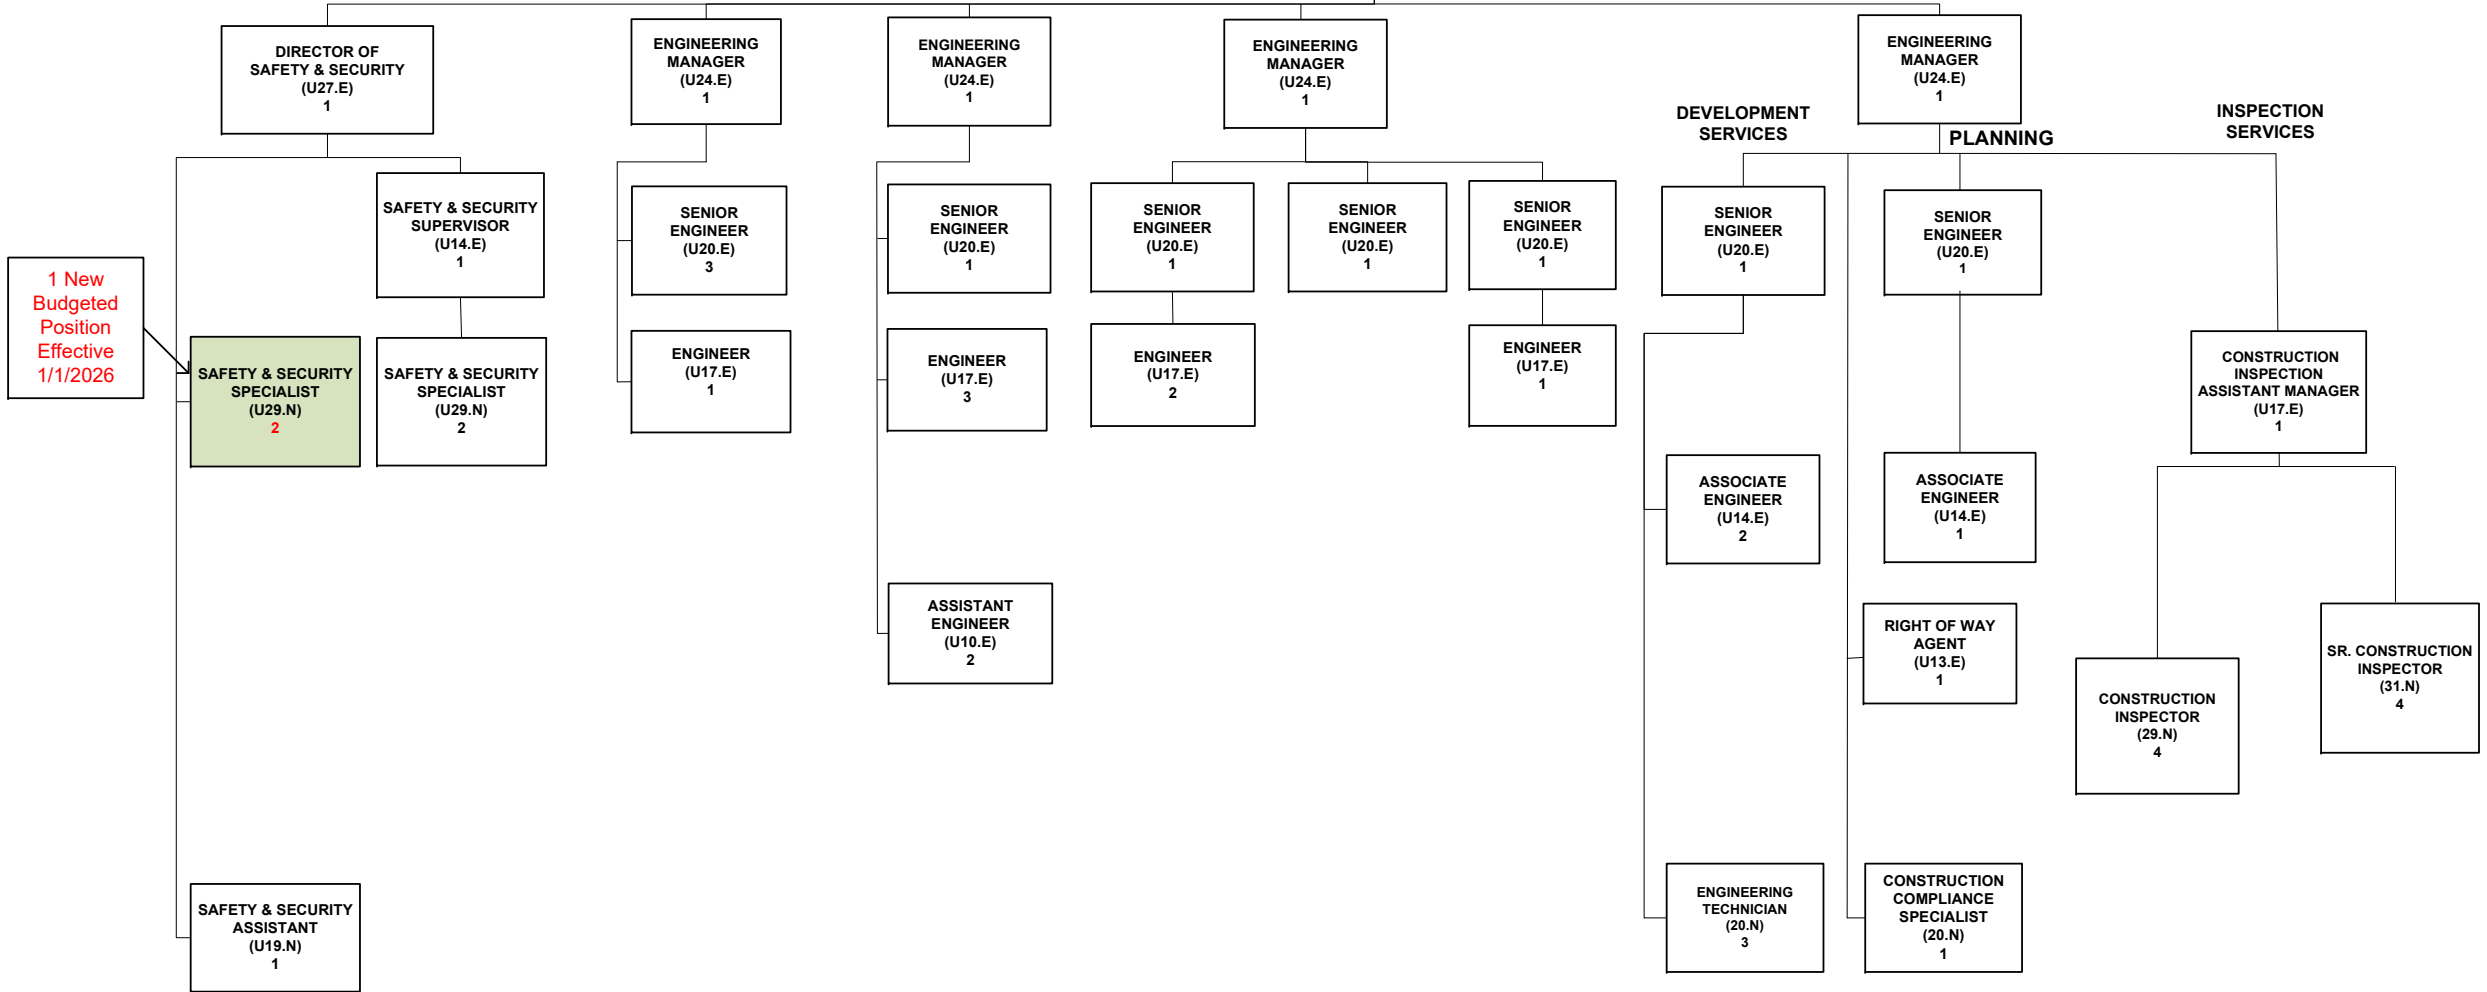 DIRECTOR OF
SAFETY & SECURITY
(U27.E)
1
ENGINEERING
MANAGER
(U24.E)
1
ENGINEERING
MANAGER
(U24.E)
1
ENGINEERING
MANAGER
(U24.E)
1
ENGINEERING
MANAGER
(U24.E)
1
DEVELOPMENT
SERVICES
PLANNING
INSPECTION
SERVICES
SAFETY & SECURITY
SUPERVISOR
(U14.E)
1
SENIOR
ENGINEER
(U20.E)
3
SENIOR
ENGINEER
(U20.E)
1
SENIOR
ENGINEER
(U20.E)
1
SENIOR
ENGINEER
(U20.E)
1
SENIOR
ENGINEER
(U20.E)
1
SENIOR
ENGINEER
(U20.E)
1
SENIOR
ENGINEER
(U20.E)
1
1 New
Budgeted
Position
Effective
1/1/2026
SAFETY & SECURITY
SPECIALIST
(U29.N)
2
SAFETY & SECURITY
SPECIALIST
(U29.N)
2
ENGINEER
(U17.E)
1
ENGINEER
(U17.E)
3
ENGINEER
(U17.E)
2
ENGINEER
(U17.E)
1
CONSTRUCTION
INSPECTION
ASSISTANT MANAGER
(U17.E)
1
ASSOCIATE
ENGINEER
(U14.E)
2
ASSOCIATE
ENGINEER
(U14.E)
1
ASSISTANT
ENGINEER
(U10.E)
2
RIGHT OF WAY
AGENT
(U13.E)
1
CONSTRUCTION
INSPECTOR
(29.N)
4
SR. CONSTRUCTION
INSPECTOR
(31.N)
4
SAFETY & SECURITY
ASSISTANT
(U19.N)
1
ENGINEERING
TECHNICIAN
(20.N)
3
CONSTRUCTION
COMPLIANCE
SPECIALIST
(20.N)
1